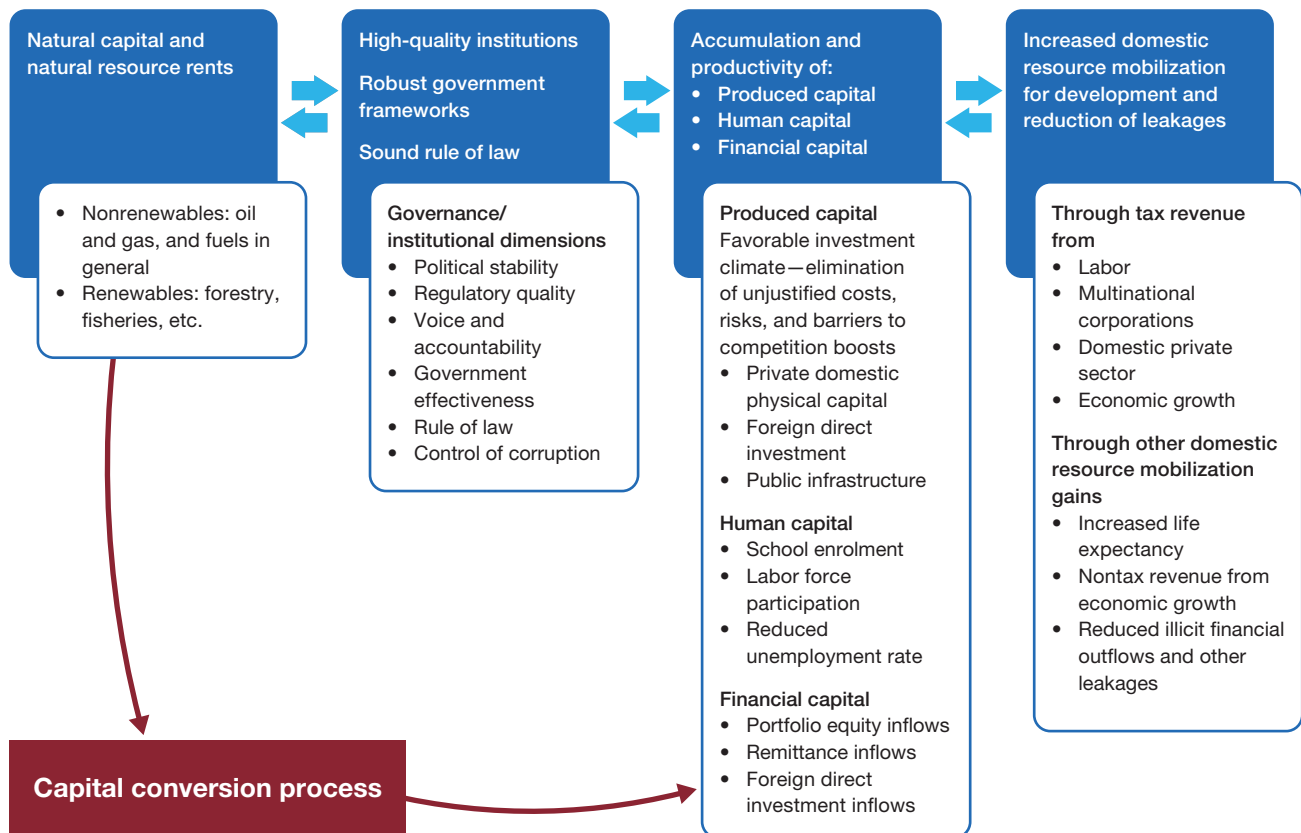 Natural capital and
natural resource rents
• Nonrenewables: oil
and gas, and fuels in
general
• Renewables: forestry,
fisheries, etc.
High-quality institutions
Robust government
frameworks
Sound rule of law
Governance/
institutional dimensions
• Political stability
• Regulatory quality
• Voice and
accountability
• Government
effectiveness
• Rule of law
• Control of corruption
Accumulation and
productivity of:
• Produced capital
• Human capital
• Financial capital
Produced capital
Favorable investment
climate—elimination
of unjustified costs,
risks, and barriers to
competition boosts
• Private domestic
physical capital
• Foreign direct
investment
• Public infrastructure
Human capital
• School enrolment
• Labor force
participation
• Reduced
unemployment rate
Financial capital
• Portfolio equity inflows
• Remittance inflows
• Foreign direct
investment inflows
Increased domestic
resource mobilization
for development and
reduction of leakages
Through tax revenue
from
• Labor
• Multinational
corporations
• Domestic private
sector
• Economic growth
Through other domestic
resource mobilization
gains
• Increased life
expectancy
• Nontax revenue from
economic growth
• Reduced illicit financial
outflows and other
leakages
Capital conversion process